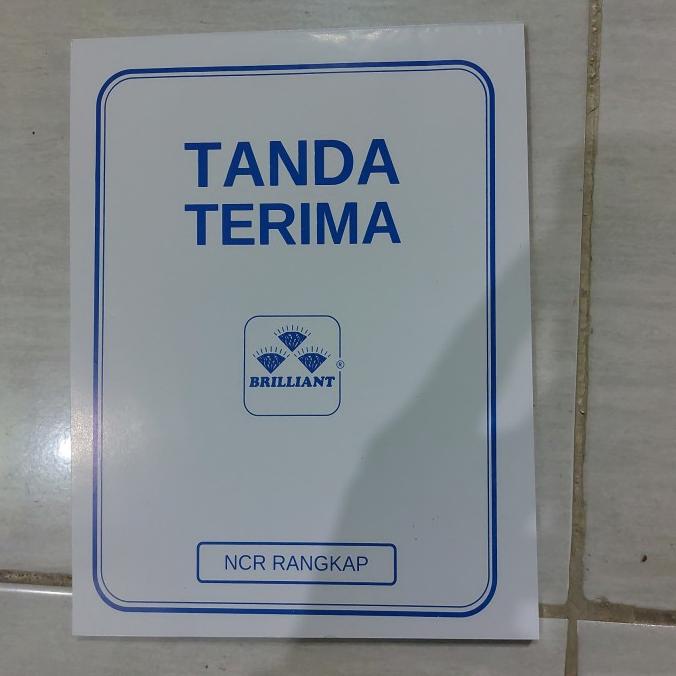 TANDA
TERIMA
BRILLIANT ®
NCR RANGKAP